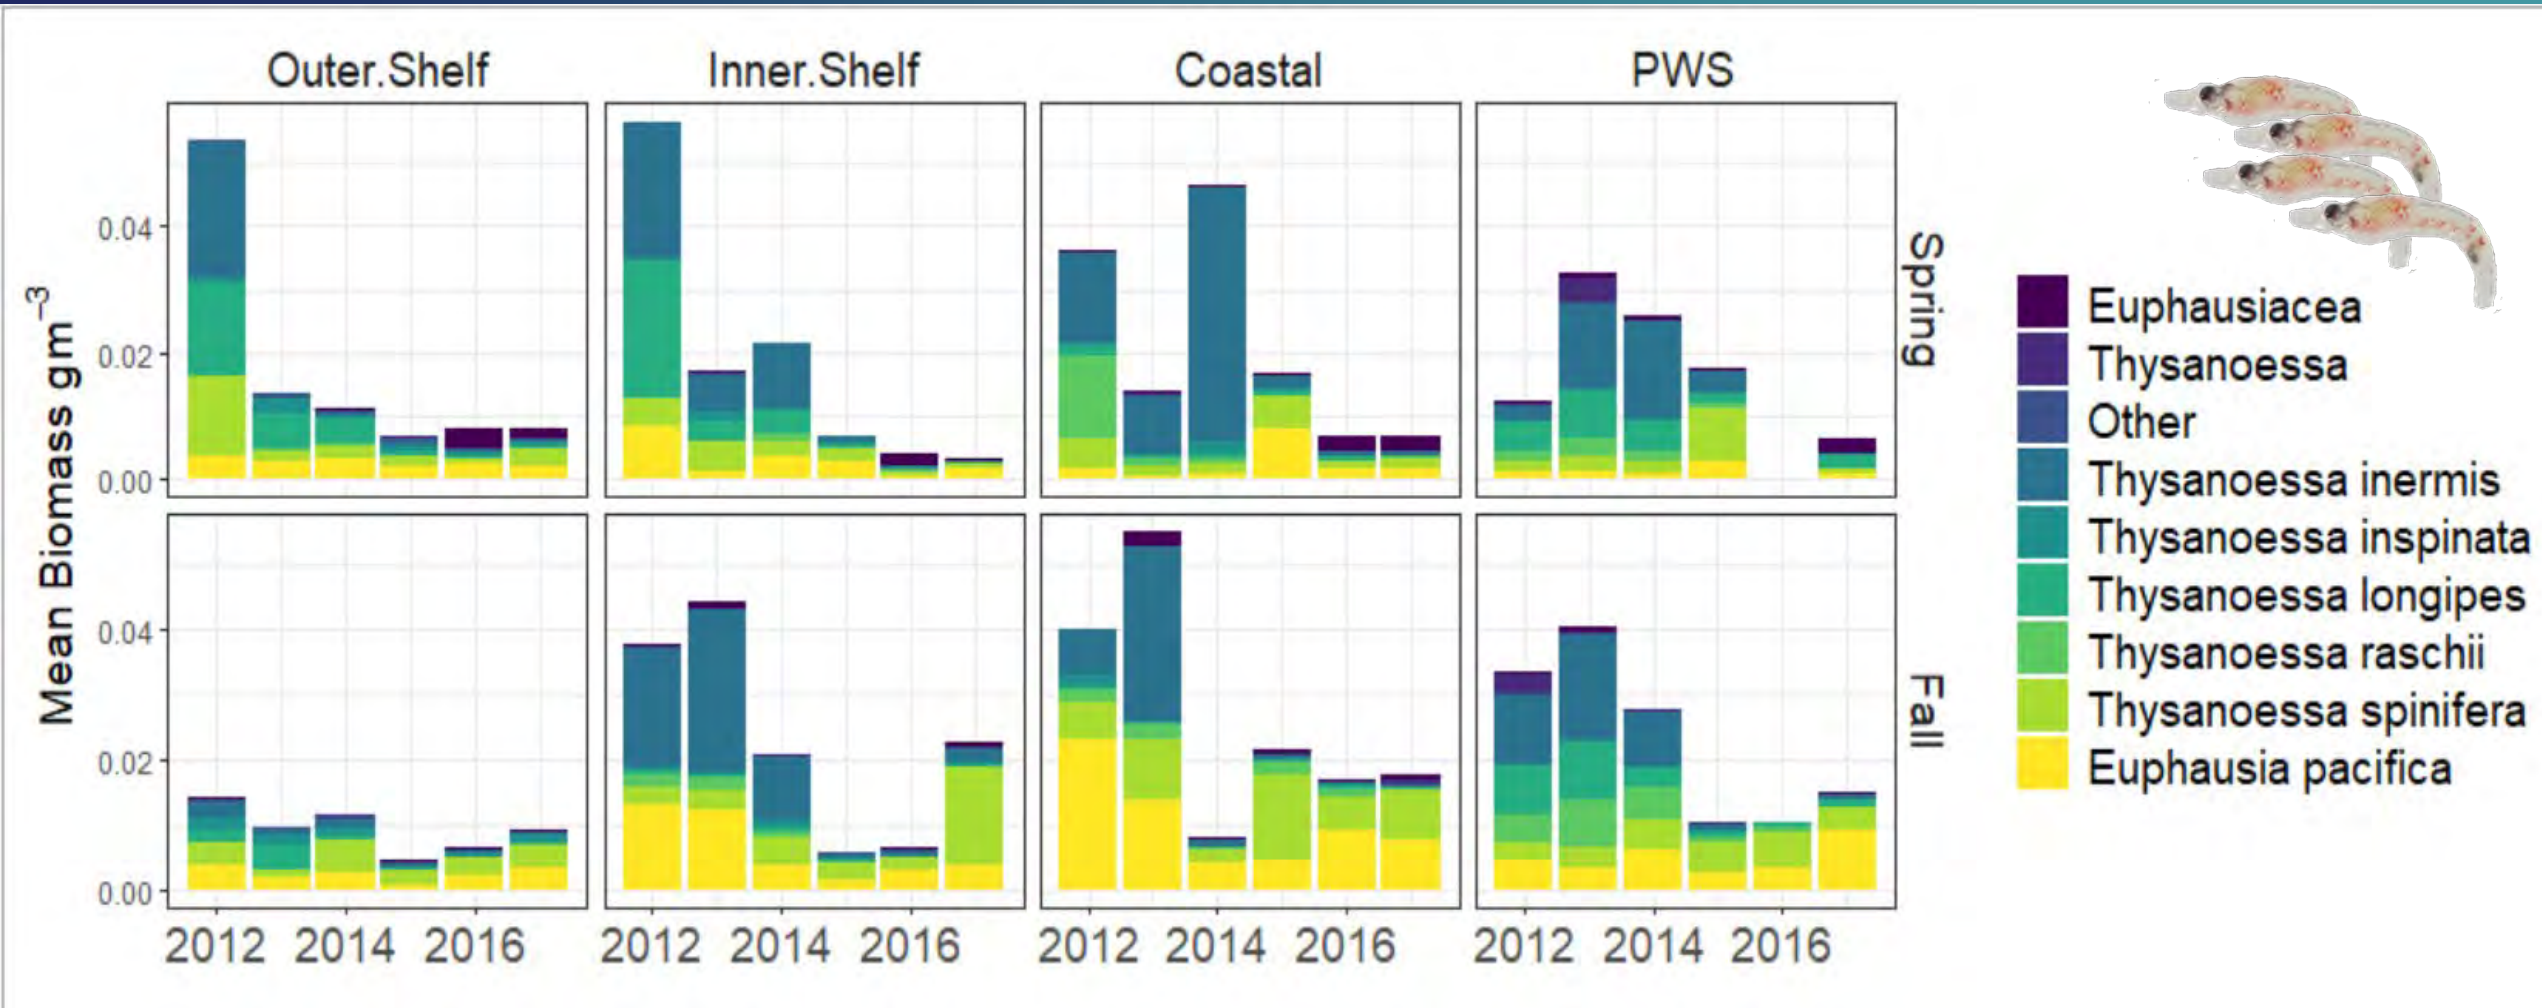 Outer.Shelf
Inner.Shelf
Coastal
PWS
Mean Biomass gm⁻³
0.04
0.02
0.00
Spring
0.04
0.02
0.00
Fall
2012 2014 2016
2012 2014 2016
2012 2014 2016
2012 2014 2016
Euphausiacea
Thysanoessa
Other
Thysanoessa inermis
Thysanoessa inspinata
Thysanoessa longipes
Thysanoessa raschii
Thysanoessa spinifera
Euphausia pacifica